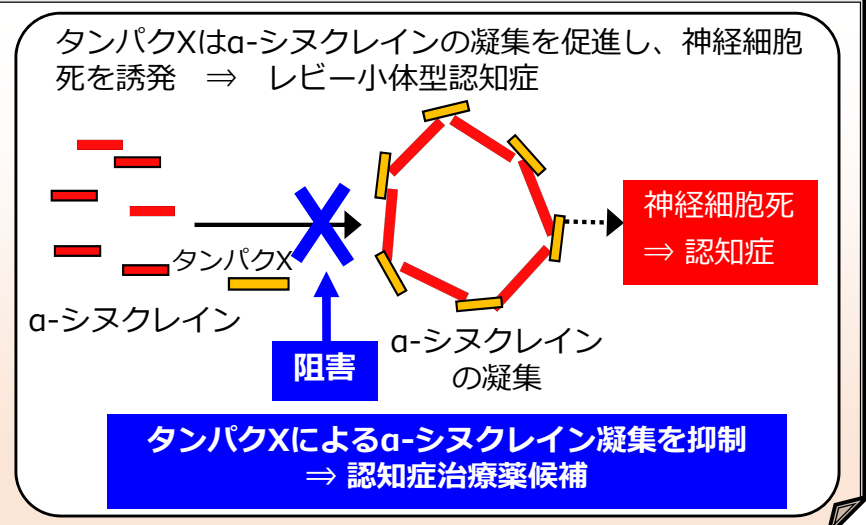 タンパクXはα-シヌクレインの凝集を促進し、神経細胞
死を誘発　⇒　レビー小体型認知症
神経細胞死
⇒ 認知症
タンパクX
α-シヌクレイン
α-シヌクレイン
の凝集
阻害
タンパクXによるα-シヌクレイン凝集を抑制
⇒ 認知症治療薬候補